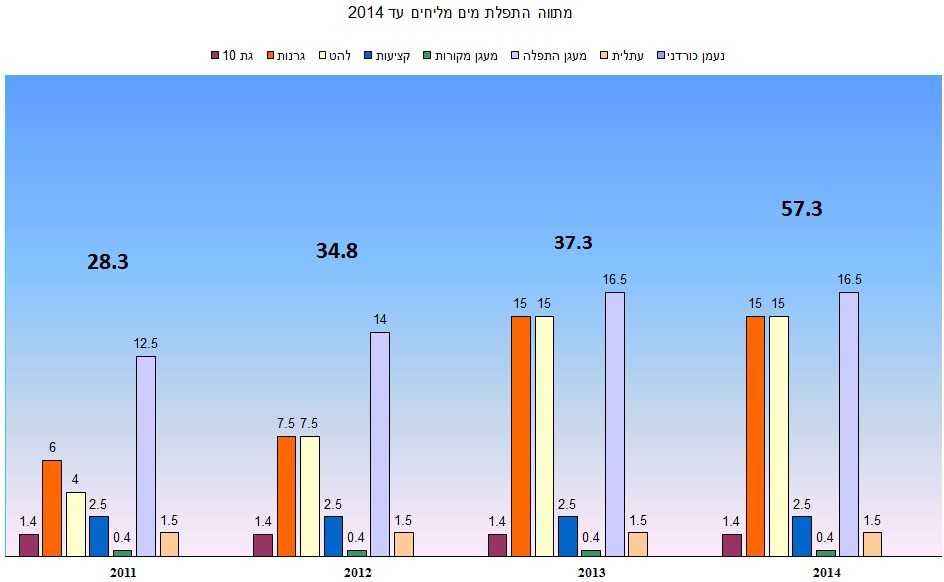 מתווה התפלת מים מליחים עד 2014
גת 10 גרנות להט קציעות מעגן מקורות מעגן התפלה עתלית נעמן כורדני
28.3 34.8 37.3 57.3
1.4 6 4 2.5 0.4 12.5 1.5
1.4 7.5 7.5 2.5 0.4 14 1.5
1.4 15 15 2.5 0.4 16.5 1.5
1.4 15 15 2.5 0.4 16.5 1.5
2011 2012 2013 2014